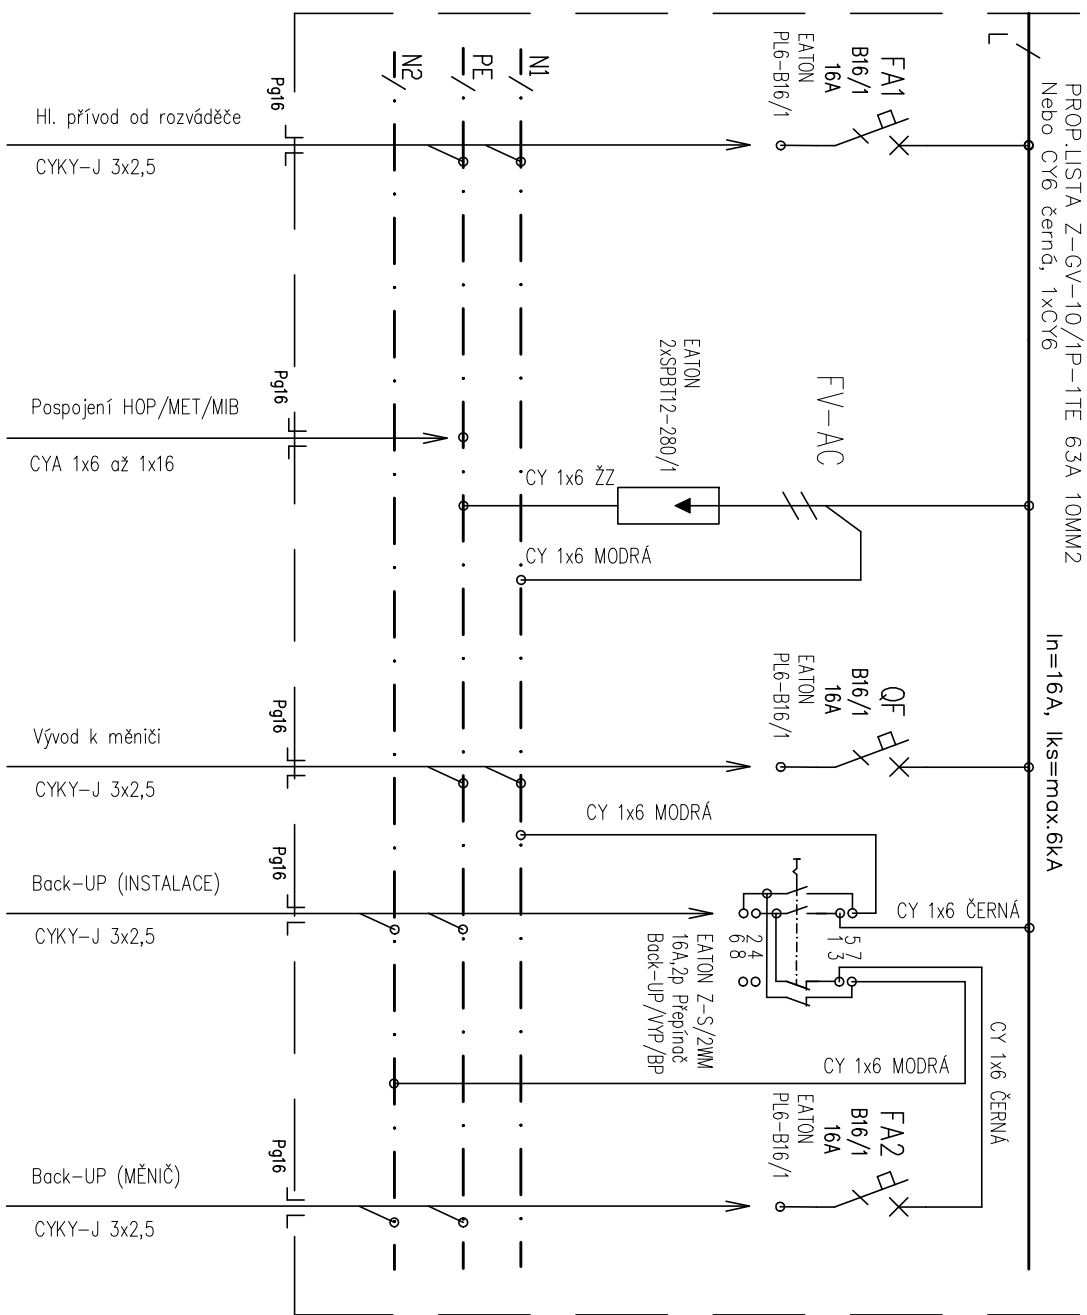 PROP.LISTA Z-GV-10/1P-1TE 63A 10MM2
Nebo CY6 černá, 1xCY6
In=16A, Iks=max.6kA
L
FA1
B16/1
16A
EATON
PL6-B16/1
N1
PE
N2
Pg16
Hl. přívod od rozváděče
CYKY-J 3x2,5
Pg16
Pospojení HOP/MET/MIB
CYA 1x6 až 1x16
FV-AC
EATON
2xSPBT12-280/1
CY 1x6 ŽZ
CY 1x6 MODRÁ
QF
B16/1
16A
EATON
PL6-B16/1
Pg16
Vývod k měniči
CYKY-J 3x2,5
CY 1x6 MODRÁ
Pg16
Back-UP (INSTALACE)
CYKY-J 3x2,5
CY 1x6 ČERNÁ
5 7
1 3
2 4
6 8
EATON Z-S/2WM
16A,2p Přepínač
Back-UP/VYP/BP
CY 1x6 MODRÁ
CY 1x6 ČERNÁ
FA2
B16/1
16A
EATON
PL6-B16/1
Pg16
Back-UP (MĚNIČ)
CYKY-J 3x2,5